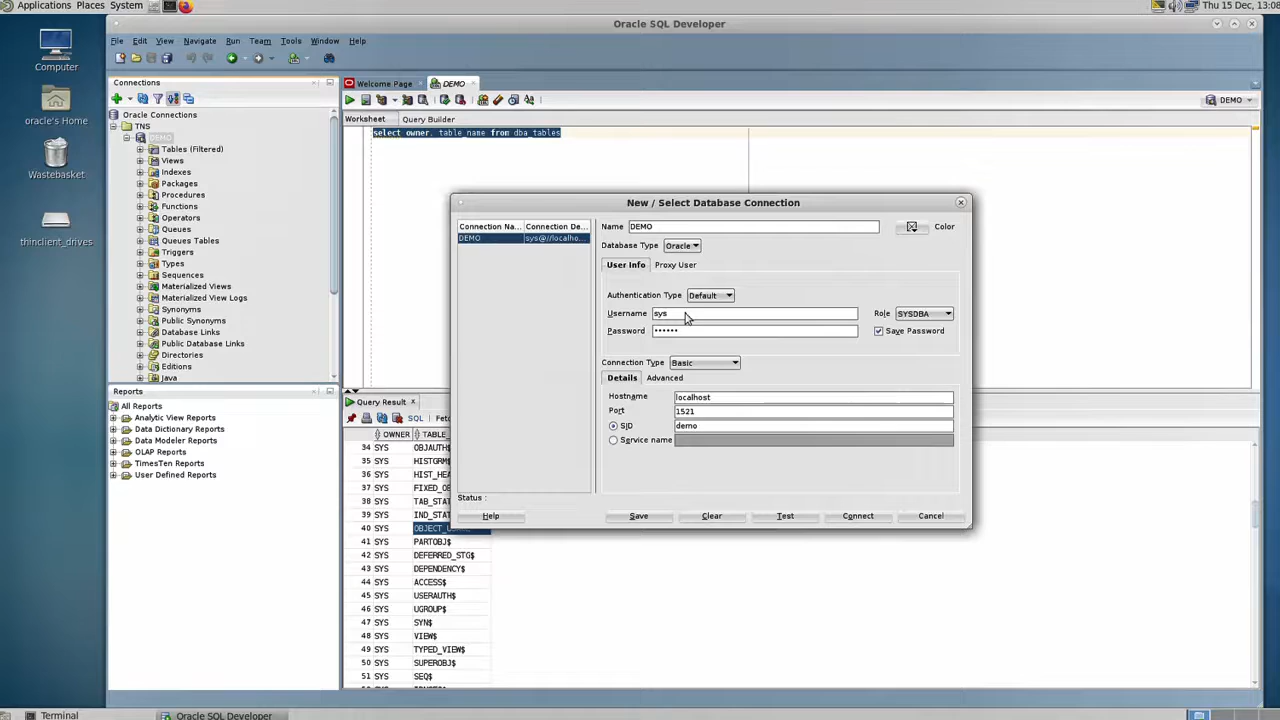 Applications Places System
Thu 15 Dec, 13:08
Oracle SQL Developer
File Edit View Navigate Run Team Tools Window Help
Computer
oracle's Home
Wastebasket
thinclient_drives
Connections
Oracle Connections
TNS
DEMO
Tables (Filtered)
Views
Indexes
Packages
Procedures
Functions
Operators
Queues
Queues Tables
Triggers
Types
Sequences
Materialized Views
Materialized View Logs
Synonyms
Public Synonyms
Database Links
Public Database Links
Directories
Editions
Java
Reports
All Reports
Analytic View Reports
Data Dictionary Reports
Data Modeler Reports
OLAP Reports
TimesTen Reports
User Defined Reports
Welcome Page
DEMO
DEMO
Worksheet Query Builder
select owner, table_name from dba_tables
New / Select Database Connection
Connection Na... Connection De...
DEMO sys@//localho...
Name DEMO
Color
Database Type Oracle
User Info Proxy User
Authentication Type Default
Username sys
Role SYSDBA
Password ••••••
Save Password
Connection Type Basic
Details Advanced
Hostname localhost
Port 1521
SID demo
Service name
Status :
Help Save Clear Test Connect Cancel
Query Result
SQL
OWNER
34 SYS OBJAUTH$
35 SYS
36 SYS
37 SYS
38 SYS
39 SYS
40 SYS
41 SYS PARTOBJ$
42 SYS DEFERRED_STG$
43 SYS DEPENDENCY$
44 SYS ACCESS$
45 SYS USERAUTH$
46 SYS UGROUP$
47 SYS SYN$
48 SYS VIEW$
49 SYS TYPED_VIEW$
50 SYS SUPEROBJ$
51 SYS SEQ$
Terminal
Oracle SQL Developer